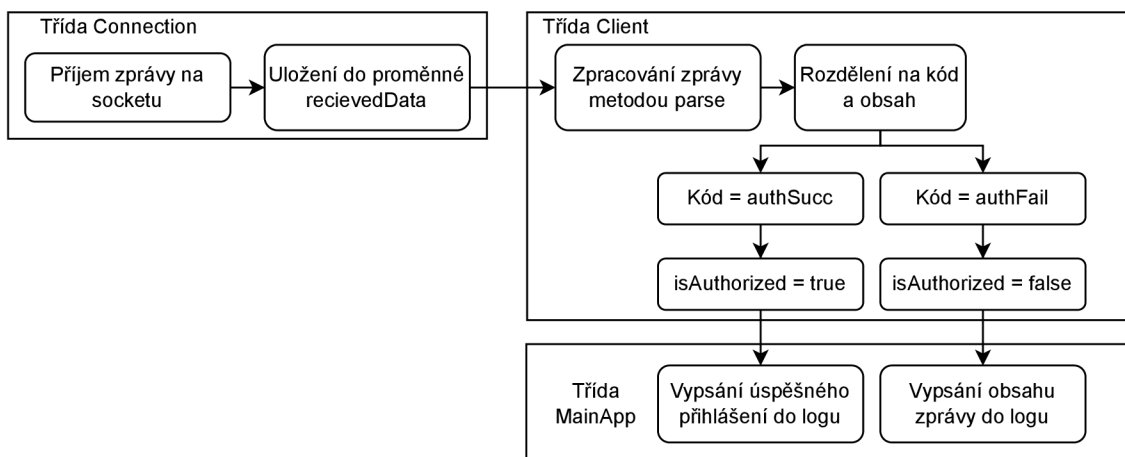 Třída Connection
Příjem zprávy na
socketu
Uložení do proměnné
recievedData
Třída Client
Zpracování zprávy
metodou parse
Rozdělení na kód
a obsah
Kód = authSucc
Kód = authFail
isAuthorized = true
isAuthorized = false
Třída
MainApp
Vypsání úspěšného
přihlášení do logu
Vypsání obsahu
zprávy do logu